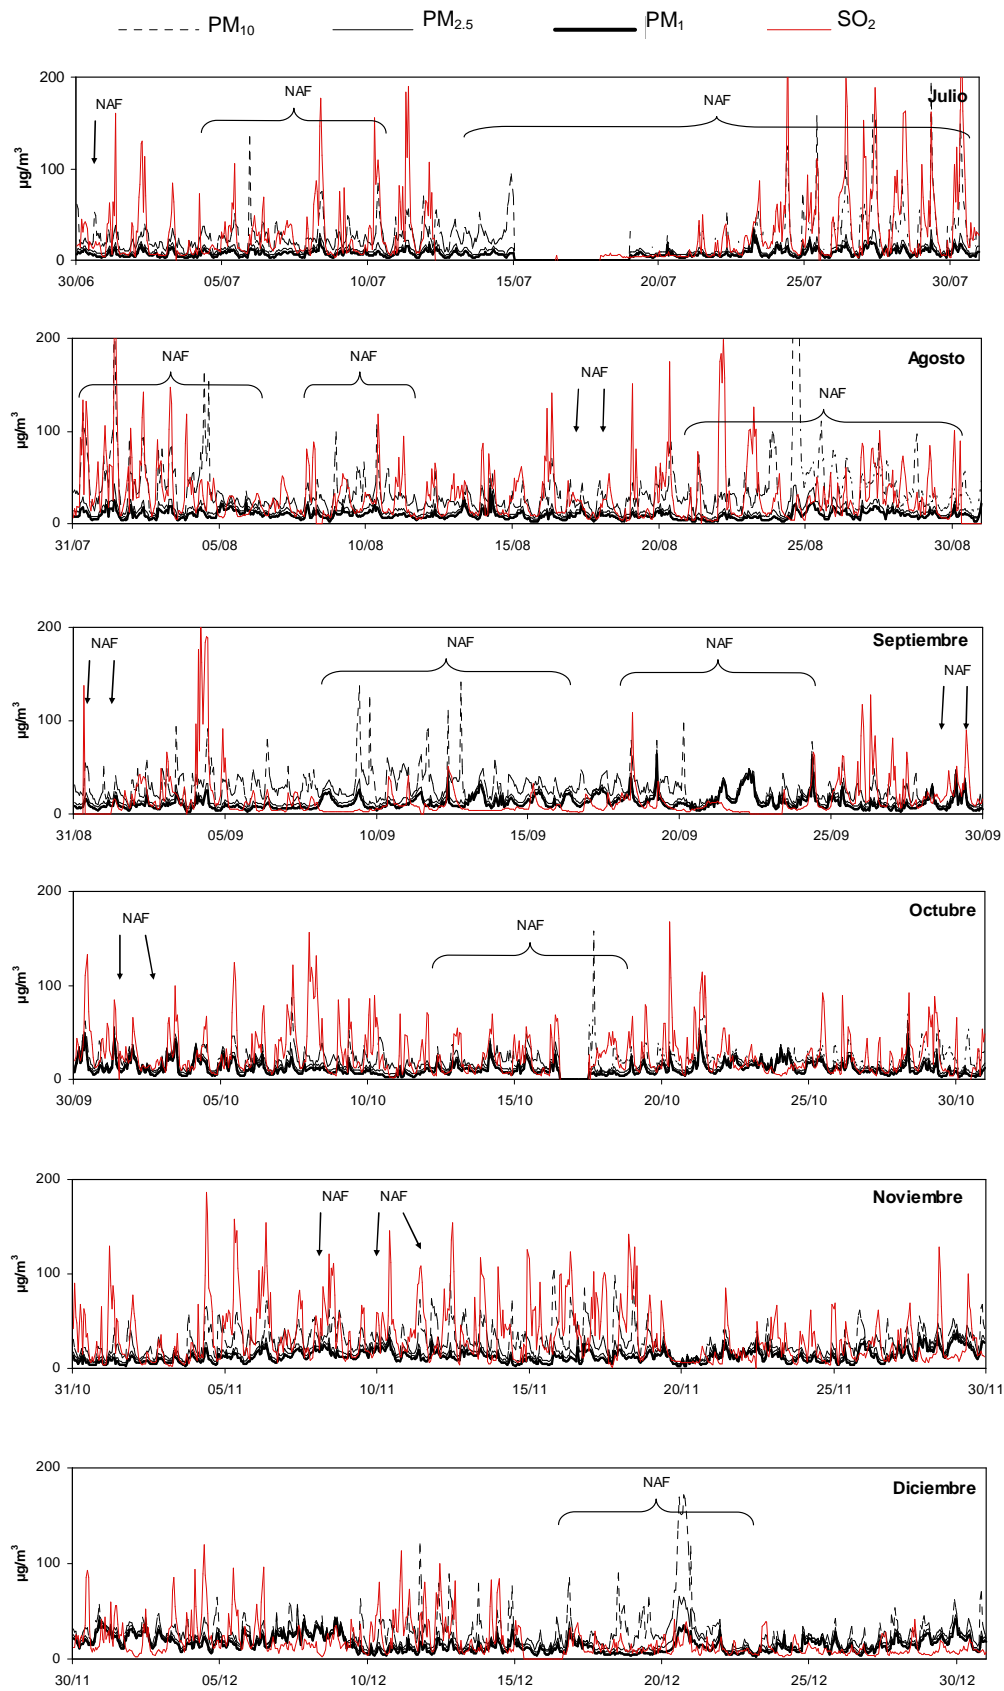 PM10 PM2.5 PM1 SO2
200
NAF NAF NAF Julio
µg/m³
100
0
30/06 05/07 10/07 15/07 20/07 25/07 30/07
200
NAF NAF NAF NAF Agosto
µg/m³
100
0
31/07 05/08 10/08 15/08 20/08 25/08 30/08
200
NAF NAF NAF NAF Septiembre
µg/m³
100
0
31/08 05/09 10/09 15/09 20/09 25/09 30/09
200
NAF NAF Octubre
µg/m³
100
0
30/09 05/10 10/10 15/10 20/10 25/10 30/10
200
NAF NAF Noviembre
µg/m³
100
0
31/10 05/11 10/11 15/11 20/11 25/11 30/11
200
NAF Diciembre
µg/m³
100
0
30/11 05/12 10/12 15/12 20/12 25/12 30/12